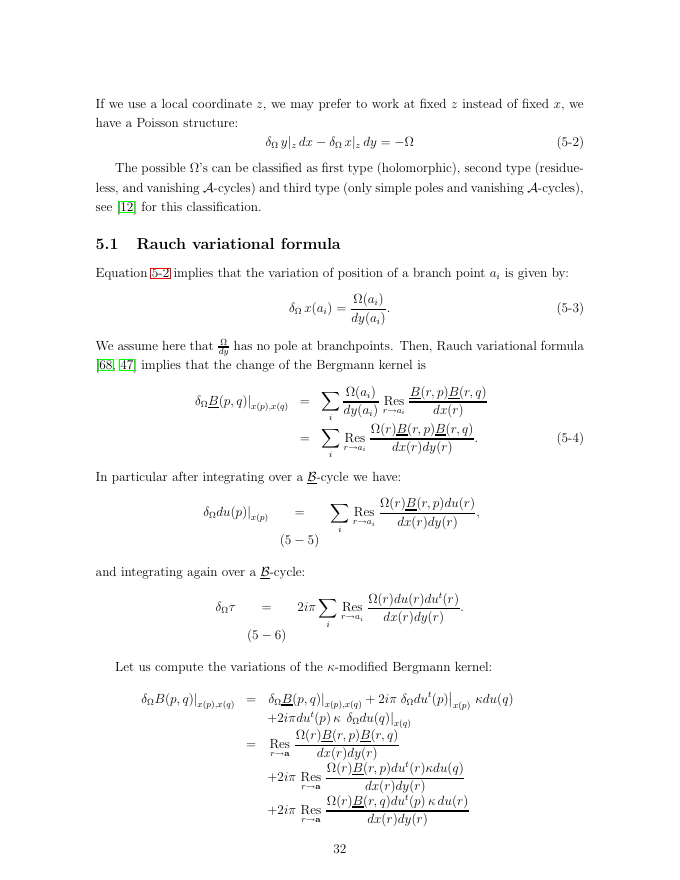 If we use a local coordinate z, we may prefer to work at fixed z instead of fixed x, we
have a Poisson structure:
δ_Ω y|_z dx − δ_Ω x|_z dy = −Ω (5-2)
The possible Ω's can be classified as first type (holomorphic), second type (residue-
less, and vanishing 𝒜-cycles) and third type (only simple poles and vanishing 𝒜-cycles),
see [12] for this classification.
5.1 Rauch variational formula
Equation 5-2 implies that the variation of position of a branch point a_i is given by:
δ_Ω x(a_i) = Ω(a_i)/dy(a_i). (5-3)
We assume here that Ω/dy has no pole at branchpoints. Then, Rauch variational formula
[68, 47] implies that the change of the Bergmann kernel is
δ_Ω B̲(p, q)|_{x(p),x(q)} = ∑_i Ω(a_i)/dy(a_i) Res_{r→a_i} B̲(r, p)B̲(r, q)/dx(r)
= ∑_i Res_{r→a_i} Ω(r)B̲(r, p)B̲(r, q)/dx(r)dy(r). (5-4)
In particular after integrating over a ℬ̲-cycle we have:
δ_Ω du(p)|_{x(p)} = ∑_i Res_{r→a_i} Ω(r)B̲(r, p)du(r)/dx(r)dy(r),
(5 − 5)
and integrating again over a ℬ̲-cycle:
δ_Ω τ = 2iπ ∑_i Res_{r→a_i} Ω(r)du(r)du^t(r)/dx(r)dy(r).
(5 − 6)
Let us compute the variations of the κ-modified Bergmann kernel:
δ_Ω B(p, q)|_{x(p),x(q)} = δ_Ω B̲(p, q)|_{x(p),x(q)} + 2iπ δ_Ω du^t(p)|_{x(p)} κdu(q)
+2iπdu^t(p) κ δ_Ω du(q)|_{x(q)}
= Res_{r→𝐚} Ω(r)B̲(r, p)B̲(r, q)/dx(r)dy(r)
+2iπ Res_{r→𝐚} Ω(r)B̲(r, p)du^t(r)κdu(q)/dx(r)dy(r)
+2iπ Res_{r→𝐚} Ω(r)B̲(r, q)du^t(p) κ du(r)/dx(r)dy(r)
32